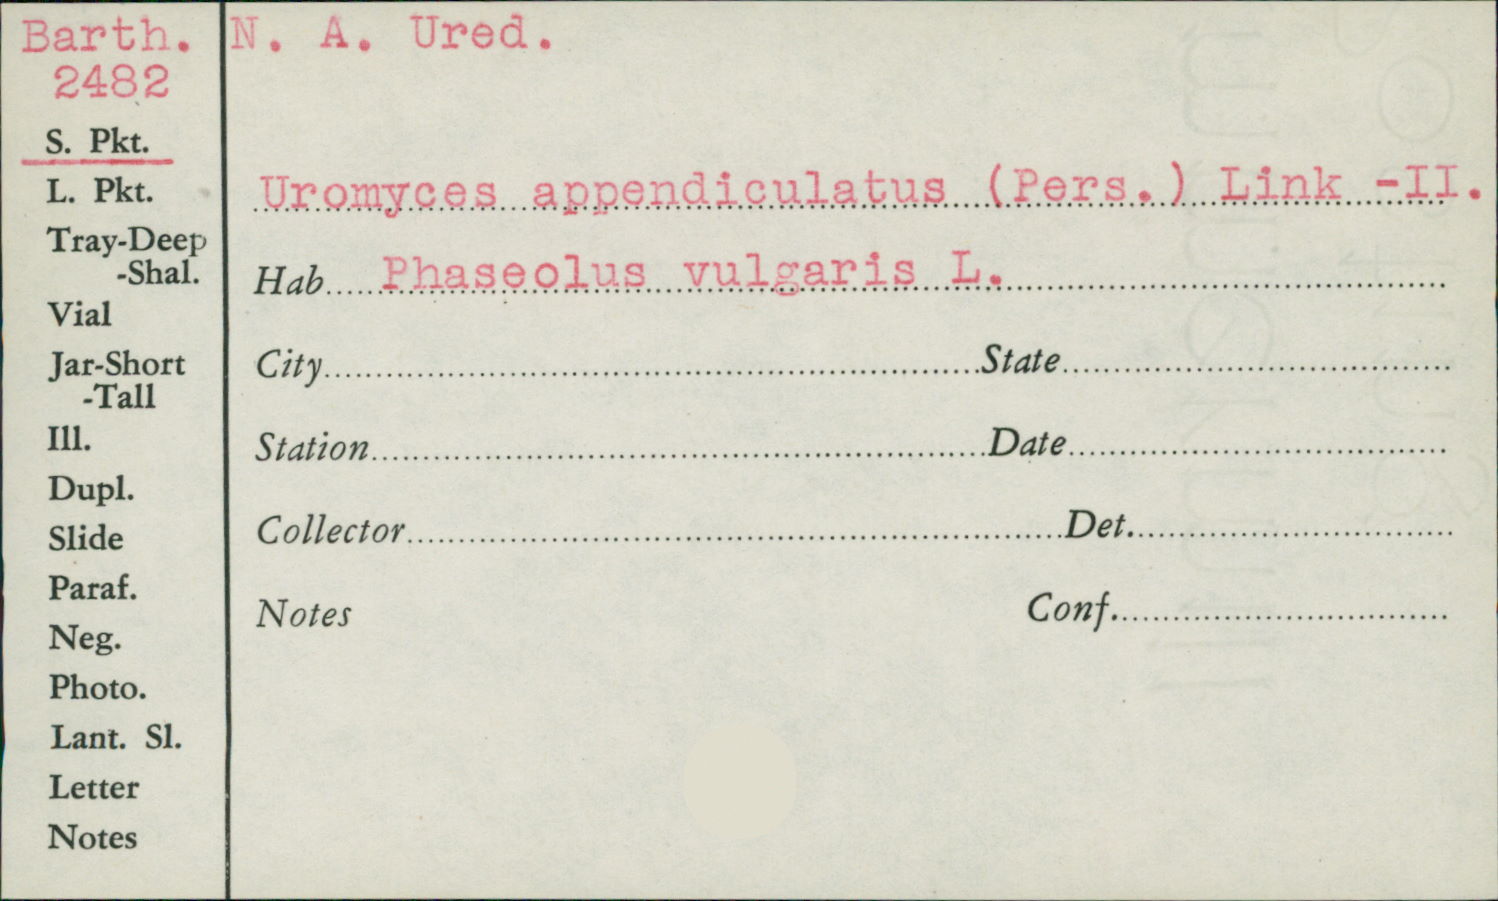 Barth.
2482
S. Pkt.
L. Pkt.
Tray-Deep
-Shal.
Vial
Jar-Short
-Tall
Ill.
Dupl.
Slide
Paraf.
Neg.
Photo.
Lant. Sl.
Letter
Notes
N. A. Ured.
Uromyces appendiculatus (Pers.) Link -II.
Hab. Phaseolus vulgaris L.
City State
Station Date
Collector Det.
Notes Conf.